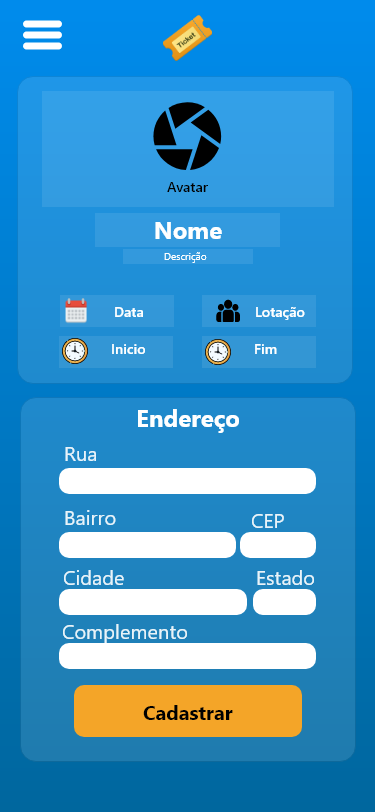 Ticket
Avatar
Nome
Descrição
Data
Lotação
Inicio
Fim
Endereço
Rua
Bairro
CEP
Cidade
Estado
Complemento
Cadastrar